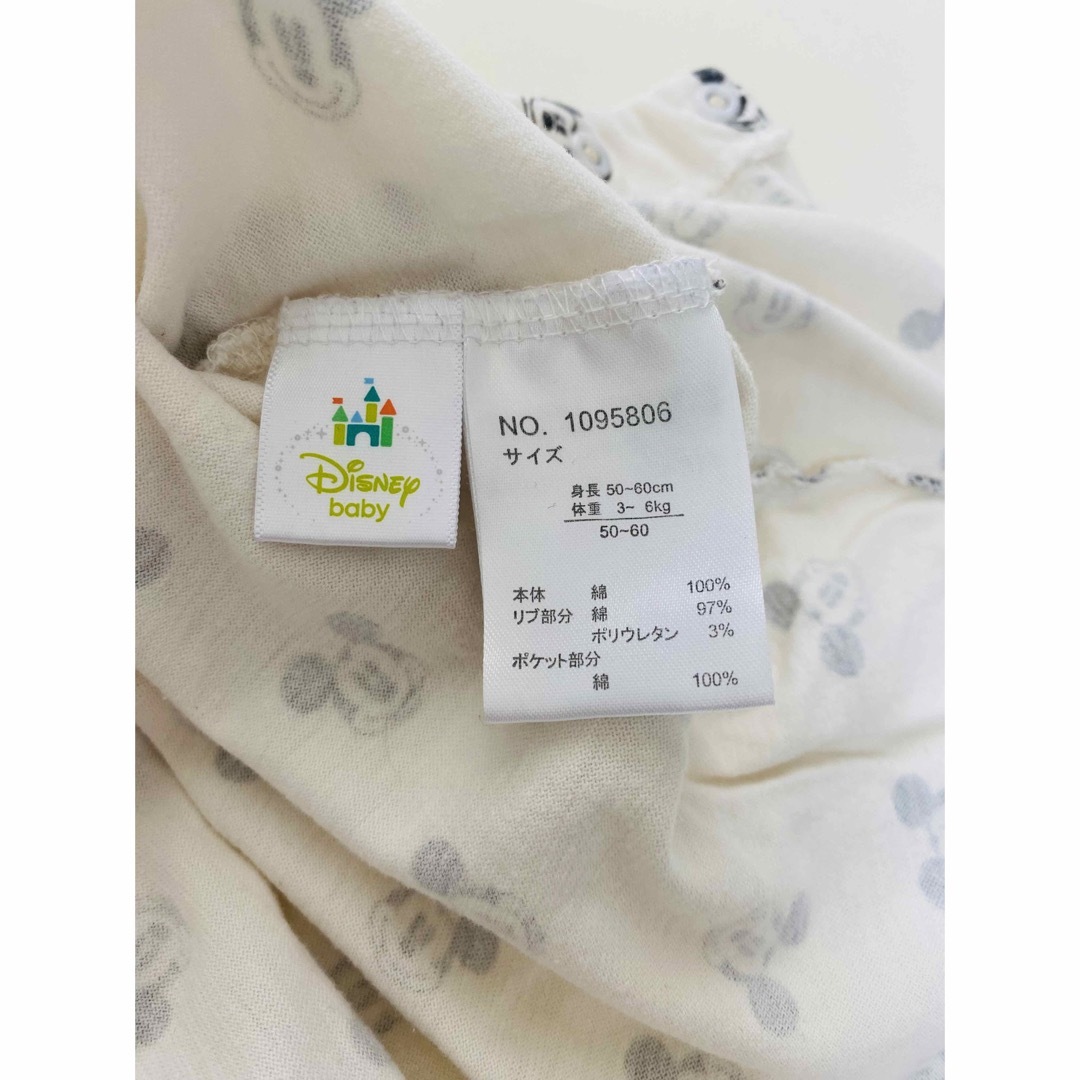 Disney
baby
NO. 1095806
サイズ
身長 50~60cm
体重 3~ 6kg
50~60
本体 綿 100%
リブ部分 綿 97%
ポリウレタン 3%
ポケット部分
綿 100%